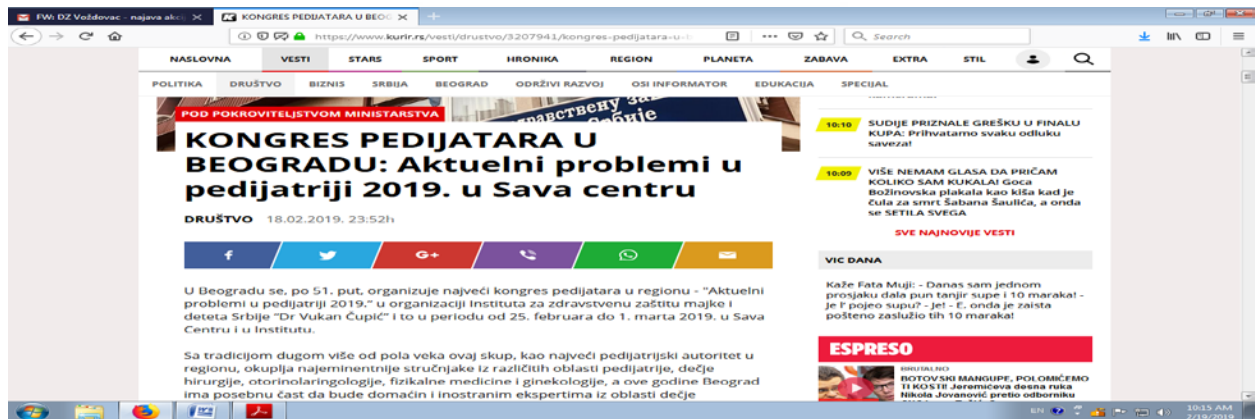 FW: DZ Voždovac - najava akci
KONGRES PEDIJATARA U BEOG
https://www.kurir.rs/vesti/drustvo/3207941/kongres-pedijatara-u-b
Search
NASLOVNA VESTI STARS SPORT HRONIKA REGION PLANETA ZABAVA EXTRA STIL
POLITIKA DRUŠTVO BIZNIS SRBIJA BEOGRAD ODRŽIVI RAZVOJ OSI INFORMATOR EDUKACIJA SPECIJAL
POD POKROVITELJSTVOM MINISTARSTVA
KONGRES PEDIJATARA U
BEOGRADU: Aktuelni problemi u
pedijatriji 2019. u Sava centru
DRUŠTVO 18.02.2019. 23:52h
U Beogradu se, po 51. put, organizuje najveći kongres pedijatara u regionu - "Aktuelni
problemi u pedijatriji 2019." u organizaciji Instituta za zdravstvenu zaštitu majke i
deteta Srbije "Dr Vukan Čupić" i to u periodu od 25. februara do 1. marta 2019. u Sava
Centru i u Institutu.
Sa tradicijom dugom više od pola veka ovaj skup, kao najveći pedijatrijski autoritet u
regionu, okuplja najeminentnije stručnjake iz različitih oblasti pedijatrije, dečje
hirurgije, otorinolaringologije, fizikalne medicine i ginekologije, a ove godine Beograd
ima posebnu čast da bude domaćin i inostranim ekspertima iz oblasti dečje
10:10 SUDIJE PRIZNALE GREŠKU U FINALU
KUPA: Prihvatamo svaku odluku
saveza!
10:09 VIŠE NEMAM GLASA DA PRIČAM
KOLIKO SAM KUKALA! Goca
Božinovska plakala kao kiša kad je
čula za smrt Šabana Šaulića, a onda
se SETILA SVEGA
SVE NAJNOVIJE VESTI
VIC DANA
Kaže Fata Muji: - Danas sam jednom
prosjaku dala pun tanjir supe i 10 maraka! -
Je l' pojeo supu? - Je! - E, onda je zaista
pošteno zaslužio tih 10 maraka!
ESPRESO
BRUTALNO
BOTOVSKI MANGUPE, POLOMIĆEMO
TI KOSTI! Jeremićeva desna ruka
Nikola Jovanović pretio odborniku
EN
10:15 AM
2/19/2019